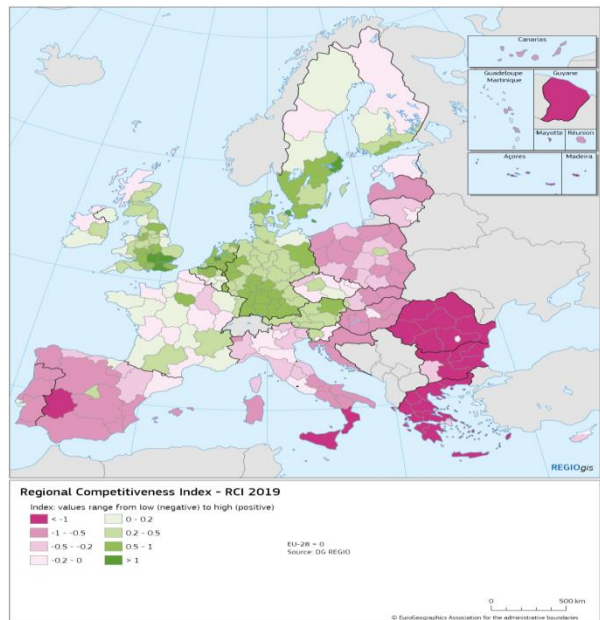 Canarias
Guadeloupe
Martinique
Guyane
Mayotte
Réunion
Açores
Madeira
REGIOgis
Regional Competitiveness Index – RCI 2019
Index: values range from low (negative) to high (positive)
< -1
-1 - -0.5
-0.5 - -0.2
-0.2 - 0
0 - 0.2
0.2 - 0.5
0.5 - 1
> 1
EU-28 = 0
Source: DG REGIO
0 500 km
© EuroGeographics Association for the administrative boundaries